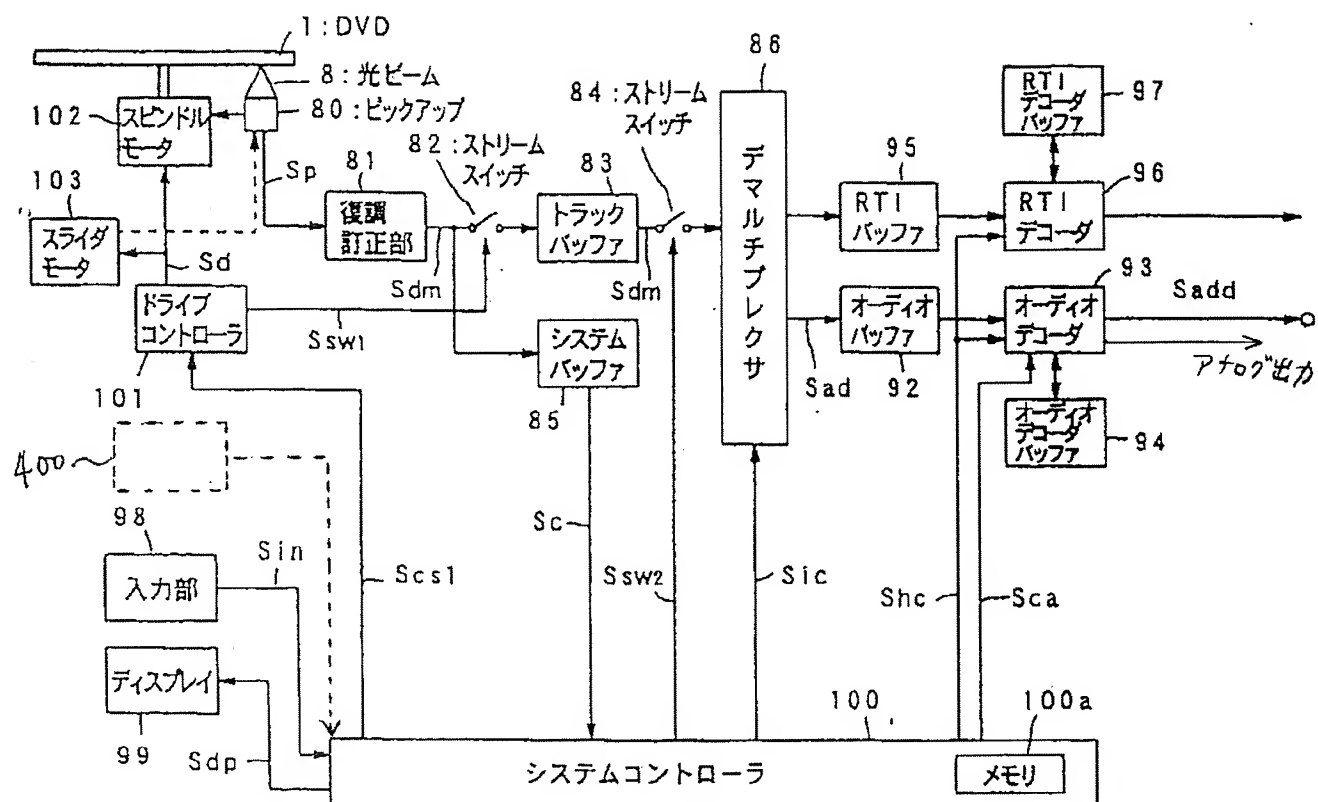 1:DVD
8:光ビーム
80:ピックアップ
102
スピンドル
モータ
103
スライダ
モータ
Sd
Sp
81
復調
訂正部
82:ストリーム
スイッチ
Sdm
83
トラック
バッファ
84:ストリーム
スイッチ
Sdm
86
デマルチプレクサ
95
RTI
バッファ
RTI
デコーダ
バッファ
97
RTI
デコーダ
96
ドライブ
コントローラ
101
Ssw1
システム
バッファ
85
オーディオ
バッファ
92
Sad
オーディオ
デコーダ
93
Sadd
アナログ出力
オーディオ
デコーダ
バッファ
94
400
98
入力部
Sin
Scs1
Sc
Ssw2
Sic
Shc
Sca
ディスプレイ
99
Sdp
100
100a
システムコントローラ
メモリ